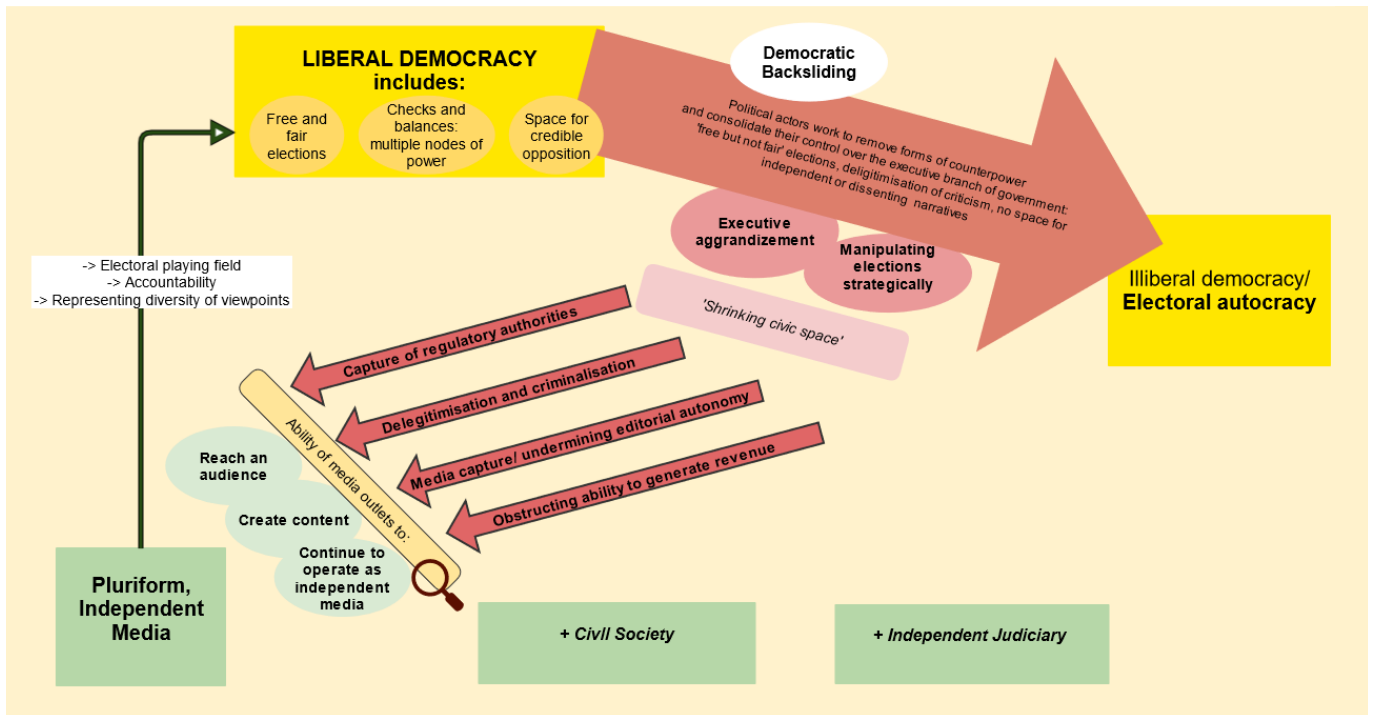 LIBERAL DEMOCRACY
includes:
Free and
fair
elections
Checks and
balances:
multiple nodes of
power
Space for
credible
opposition
Democratic
Backsliding
Political actors work to remove forms of counterpower
and consolidate their control over the executive branch of government:
'free but not fair' elections, deligitimisation of criticism, no space for
independent or dissenting narratives
Executive
aggrandizement
Manipulating
elections
strategically
'Shrinking civic space'
Illiberal democracy/
Electoral autocracy
-> Electoral playing field
-> Accountability
-> Representing diversity of viewpoints
Capture of regulatory authorities
Delegitimisation and criminalisation
Media capture/ undermining editorial autonomy
Obstructing ability to generate revenue
Ability of media outlets to:
Reach an
audience
Create content
Continue to
operate as
independent
media
Pluriform,
Independent
Media
+ Civll Society
+ Independent Judiciary